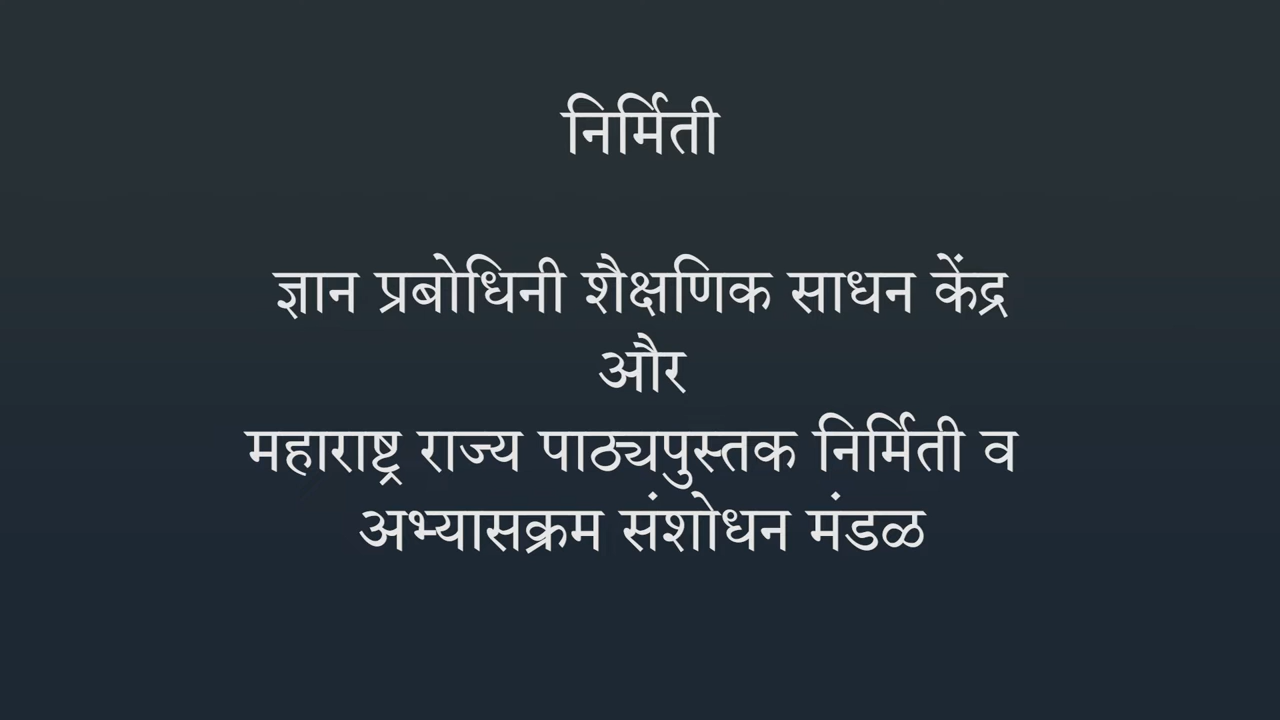 निर्मिती
ज्ञान प्रबोधिनी शैक्षणिक साधन केंद्र
और
महाराष्ट्र राज्य पाठ्यपुस्तक निर्मिती व
अभ्यासक्रम संशोधन मंडळ